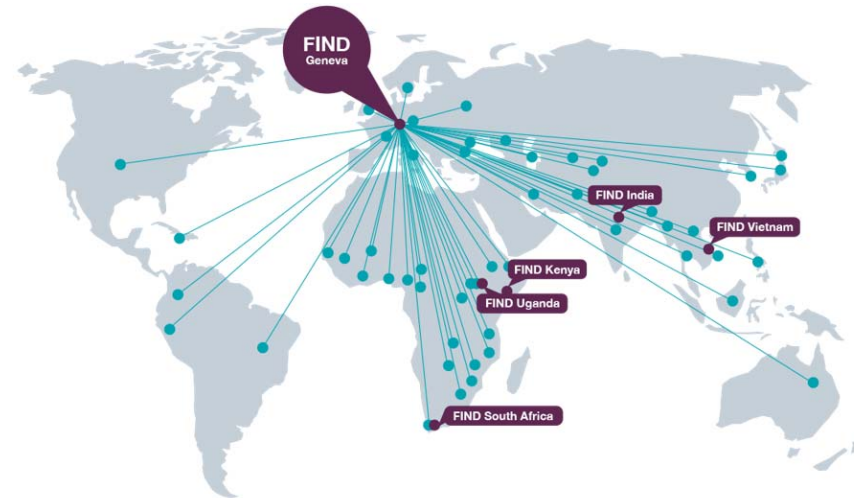 FIND
Geneva
FIND India
FIND Vietnam
FIND Kenya
FIND Uganda
FIND South Africa